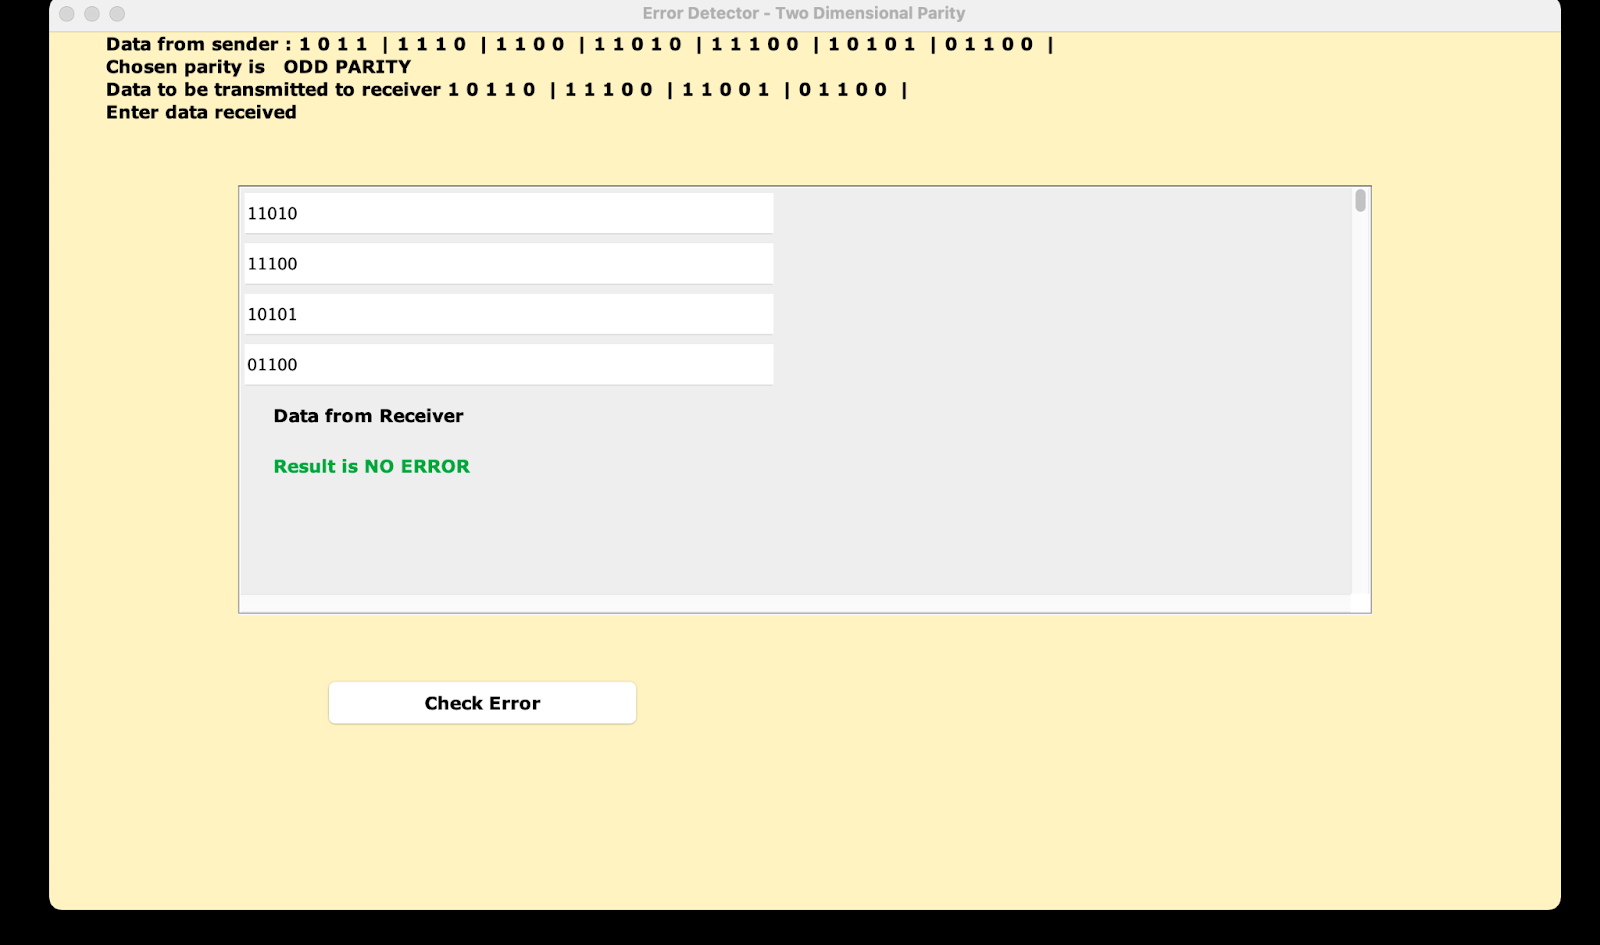 Error Detector - Two Dimensional Parity
Data from sender : 1 0 1 1 | 1 1 1 0 | 1 1 0 0 | 1 1 0 1 0 | 1 1 1 0 0 | 1 0 1 0 1 | 0 1 1 0 0 |
Chosen parity is ODD PARITY
Data to be transmitted to receiver 1 0 1 1 0 | 1 1 1 0 0 | 1 1 0 0 1 | 0 1 1 0 0 |
Enter data received
11010
11100
10101
01100
Data from Receiver
Result is NO ERROR
Check Error